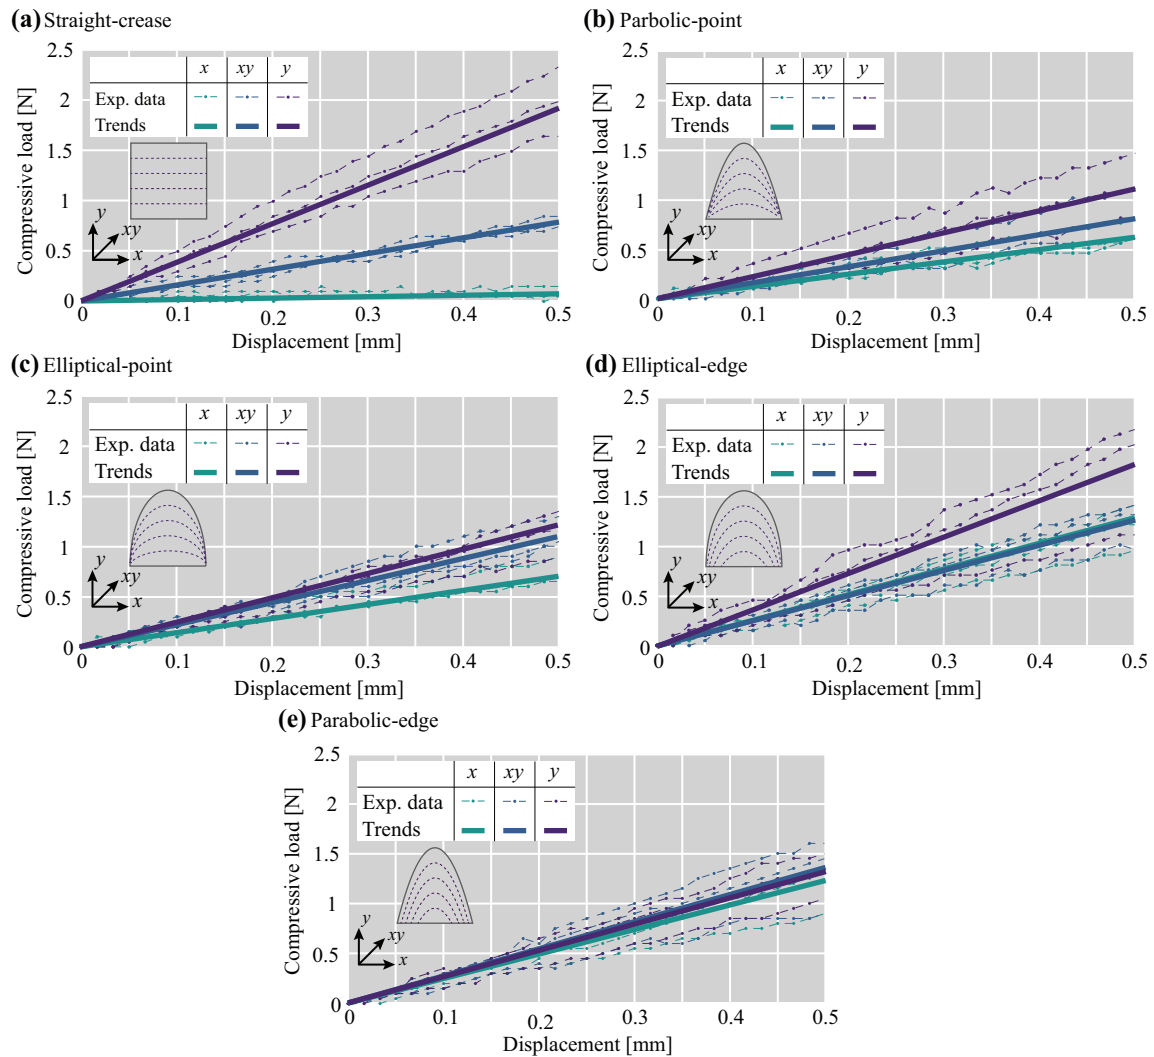 (a) Straight-crease
Compressive load [N]
2.5
2
1.5
1
0.5
0
x xy y
Exp. data
Trends
y
xy
x
0 0.1 0.2 0.3 0.4 0.5
Displacement [mm]
(b) Parbolic-point
Compressive load [N]
2.5
2
1.5
1
0.5
0
x xy y
Exp. data
Trends
y
xy
x
0 0.1 0.2 0.3 0.4 0.5
Displacement [mm]
(c) Elliptical-point
Compressive load [N]
2.5
2
1.5
1
0.5
0
x xy y
Exp. data
Trends
y
xy
x
0 0.1 0.2 0.3 0.4 0.5
Displacement [mm]
(d) Elliptical-edge
Compressive load [N]
2.5
2
1.5
1
0.5
0
x xy y
Exp. data
Trends
y
xy
x
0 0.1 0.2 0.3 0.4 0.5
Displacement [mm]
(e) Parabolic-edge
Compressive load [N]
2.5
2
1.5
1
0.5
0
x xy y
Exp. data
Trends
y
xy
x
0 0.1 0.2 0.3 0.4 0.5
Displacement [mm]